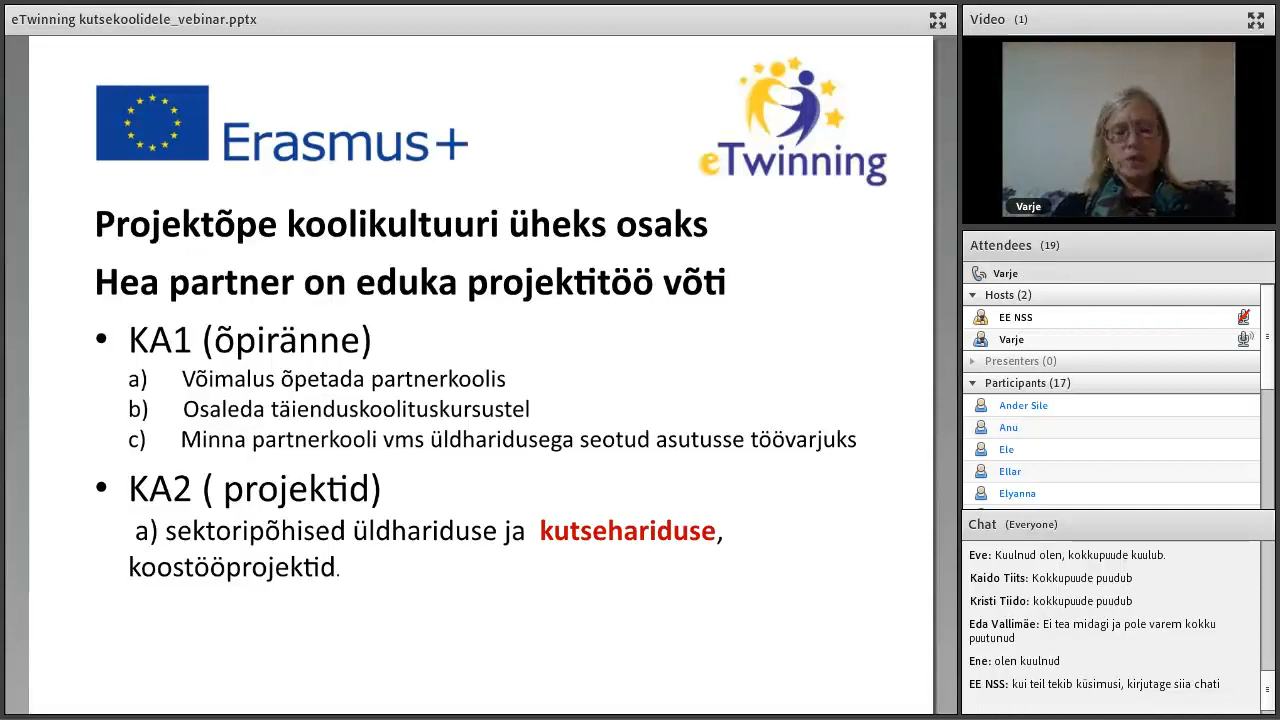 eTwinning kutsekoolidele_vebinar.pptx
Erasmus+
eTwinning
Projektõpe koolikultuuri üheks osaks
Hea partner on eduka projektitöö võti
• KA1 (õpiränne)
a) Võimalus õpetada partnerkoolis
b) Osaleda täienduskoolituskursustel
c) Minna partnerkooli vms üldharidusega seotud asutusse töövarjuks
• KA2 ( projektid)
a) sektoripõhised üldhariduse ja kutsehariduse,
koostööprojektid.
Video (1)
Varje
Attendees (19)
Varje
Hosts (2)
EE NSS
Varje
Presenters (0)
Participants (17)
Ander Sile
Anu
Ele
Ellar
Elyanna
Chat (Everyone)
Eve: Kuulnud olen, kokkupuude kuulub.
Kaido Tiits: Kokkupuude puudub
Kristi Tiido: kokkupuude puudub
Eda Vallimäe: Ei tea midagi ja pole varem kokku
puutunud
Ene: olen kuulnud
EE NSS: kui teil tekib küsimusi, kirjutage siia chati